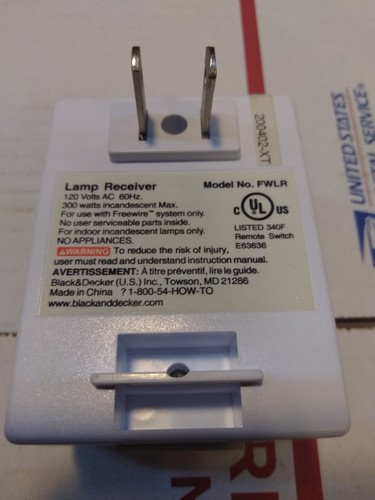 Lamp Receiver Model No. FWLR
120 Volts AC 60Hz.
300 watts incandescent Max.
For use with Freewire™ system only.
No user serviceable parts inside.
For indoor incandescent lamps only.
NO APPLIANCES.
C UL US
LISTED 340F
Remote Switch
E63636
WARNING To reduce the risk of injury,
user must read and understand instruction manual.
AVERTISSEMENT: À titre préventif, lire le guide.
Black&Decker (U.S.) Inc., Towson, MD 21286
Made in China ? 1-800-54-HOW-TO
www.blackanddecker.com
200402-XT
UNITED STATES